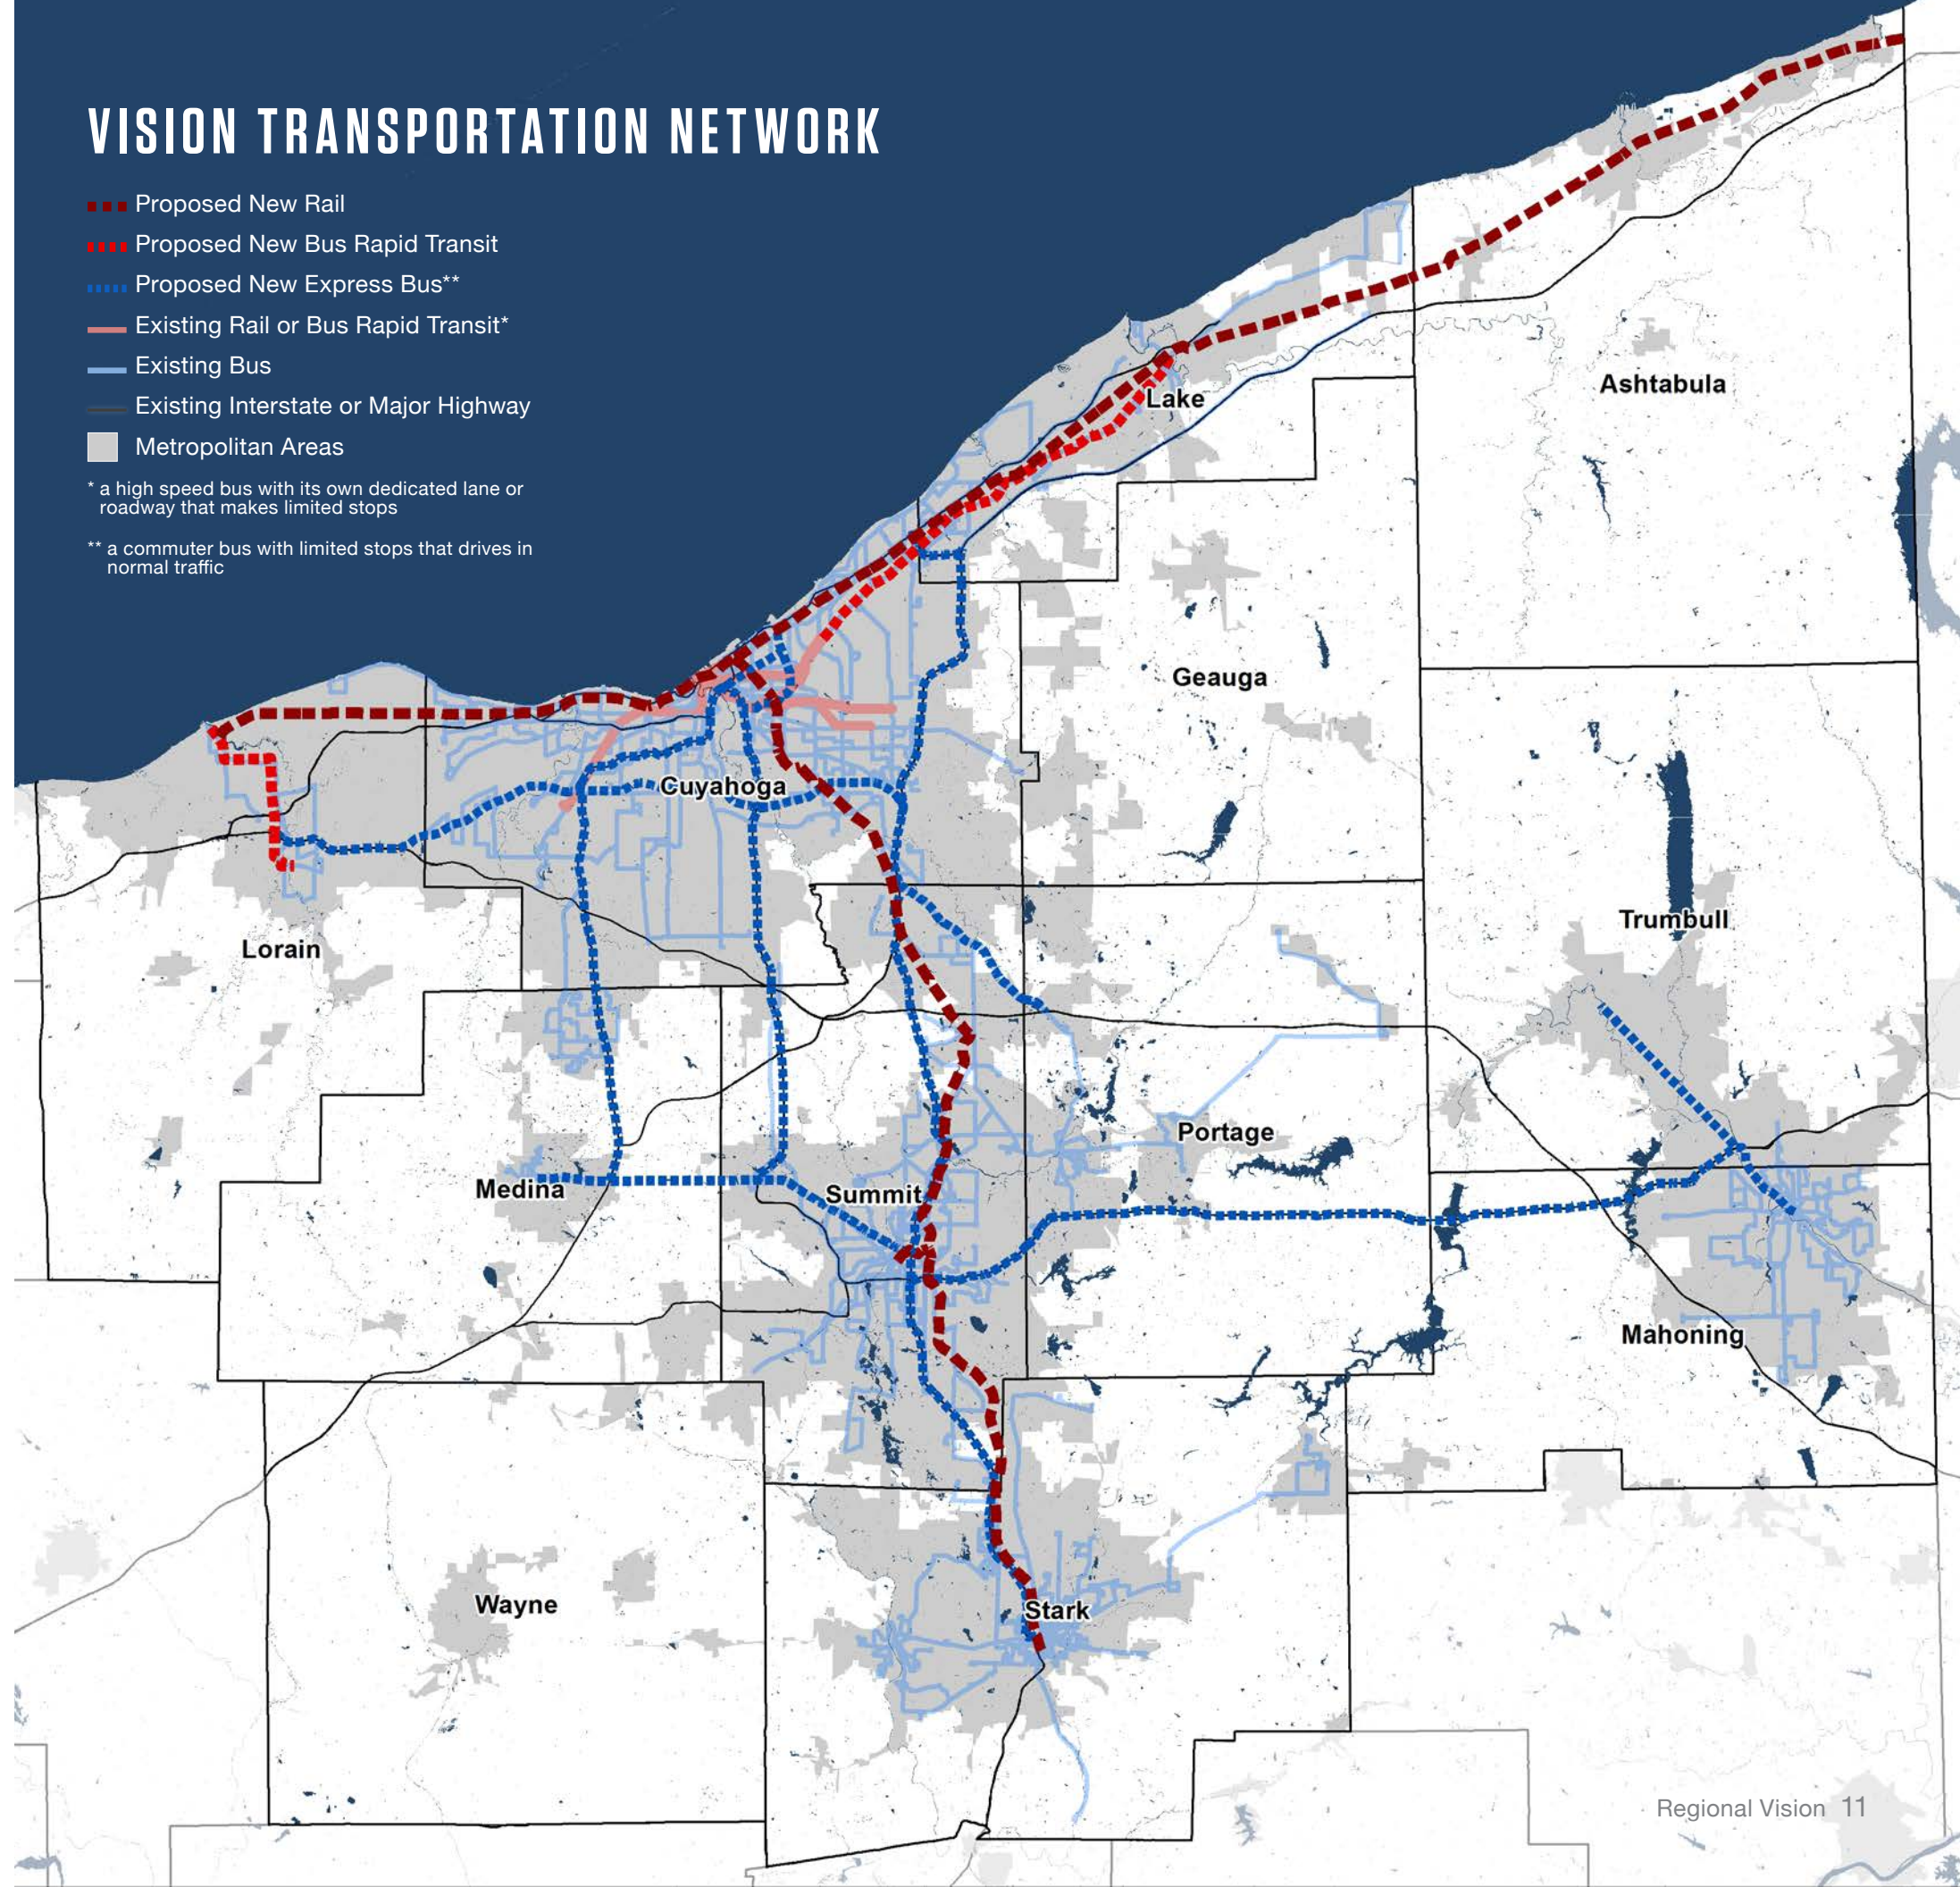 VISION TRANSPORTATION NETWORK
Proposed New Rail
Proposed New Bus Rapid Transit
Proposed New Express Bus**
Existing Rail or Bus Rapid Transit*
Existing Bus
Existing Interstate or Major Highway
Metropolitan Areas
* a high speed bus with its own dedicated lane or
roadway that makes limited stops
** a commuter bus with limited stops that drives in
normal traffic
Ashtabula
Lake
Geauga
Cuyahoga
Trumbull
Lorain
Portage
Medina
Summit
Mahoning
Wayne
Stark
Regional Vision 11